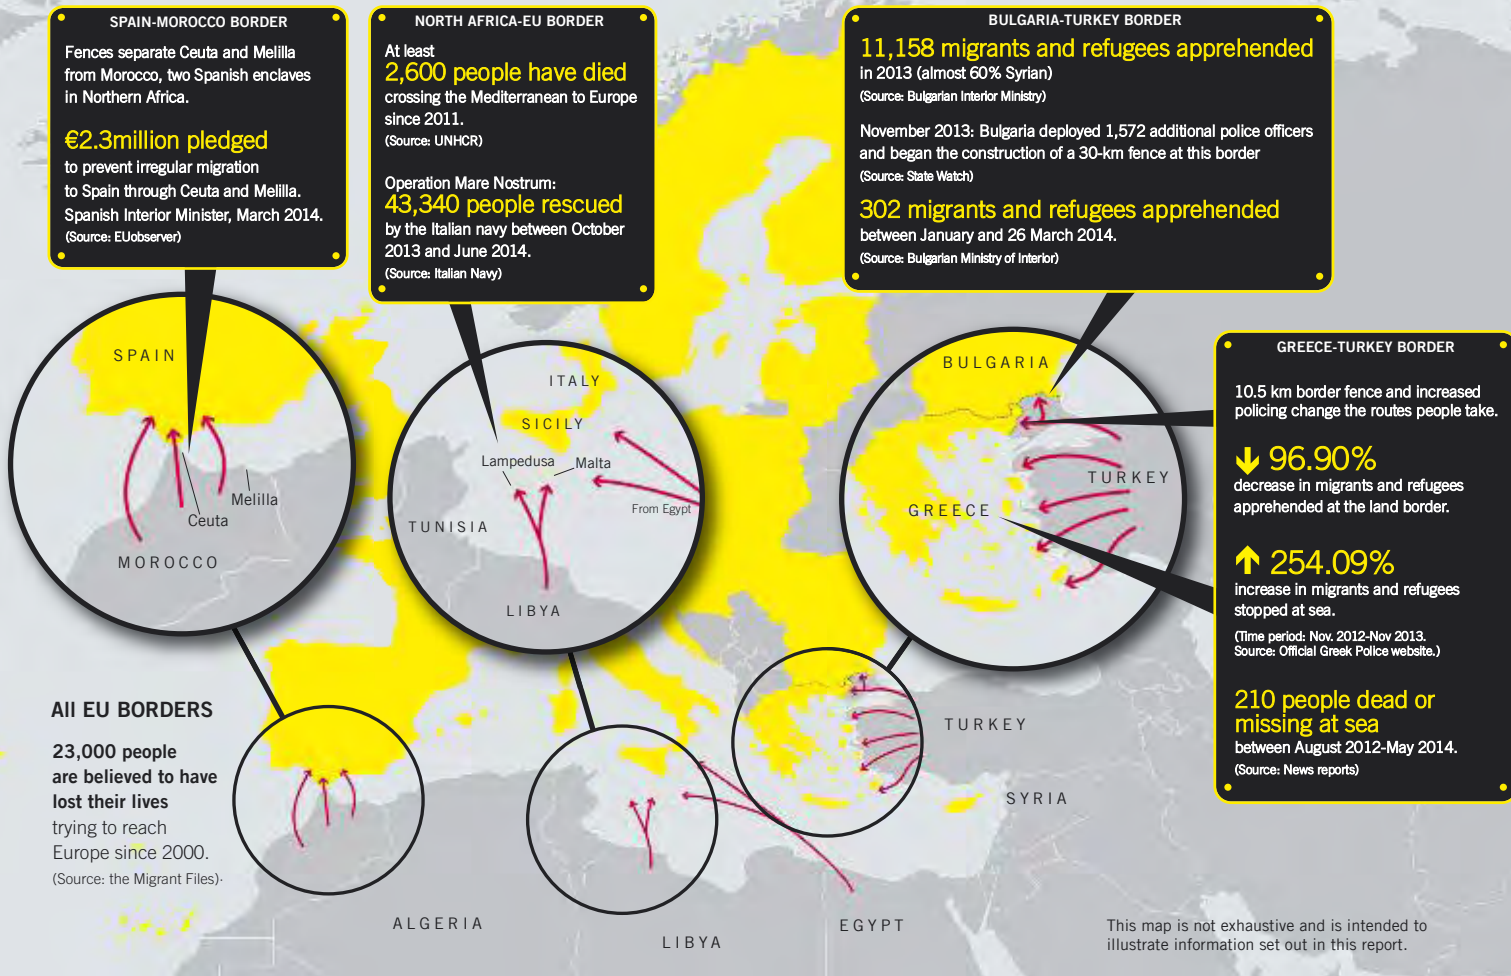 SPAIN-MOROCCO BORDER
Fences separate Ceuta and Melilla
from Morocco, two Spanish enclaves
in Northern Africa.
€2.3million pledged
to prevent irregular migration
to Spain through Ceuta and Melilla.
Spanish Interior Minister, March 2014.
(Source: EUobserver)
NORTH AFRICA-EU BORDER
At least
2,600 people have died
crossing the Mediterranean to Europe
since 2011.
(Source: UNHCR)
Operation Mare Nostrum:
43,340 people rescued
by the Italian navy between October
2013 and June 2014.
(Source: Italian Navy)
BULGARIA-TURKEY BORDER
11,158 migrants and refugees apprehended
in 2013 (almost 60% Syrian)
(Source: Bulgarian Interior Ministry)
November 2013: Bulgaria deployed 1,572 additional police officers
and began the construction of a 30-km fence at this border
(Source: State Watch)
302 migrants and refugees apprehended
between January and 26 March 2014.
(Source: Bulgarian Ministry of Interior)
GREECE-TURKEY BORDER
10.5 km border fence and increased
policing change the routes people take.
96.90%
decrease in migrants and refugees
apprehended at the land border.
254.09%
increase in migrants and refugees
stopped at sea.
(Time period: Nov. 2012-Nov 2013.
Source: Official Greek Police website.)
210 people dead or
missing at sea
between August 2012-May 2014.
(Source: News reports)
SPAIN
Melilla
Ceuta
MOROCCO
ITALY
SICILY
Lampedusa
Malta
From Egypt
TUNISIA
LIBYA
BULGARIA
TURKEY
GREECE
All EU BORDERS
23,000 people
are believed to have
lost their lives
trying to reach
Europe since 2000.
(Source: the Migrant Files)·
TURKEY
SYRIA
ALGERIA
LIBYA
EGYPT
This map is not exhaustive and is intended to
illustrate information set out in this report.